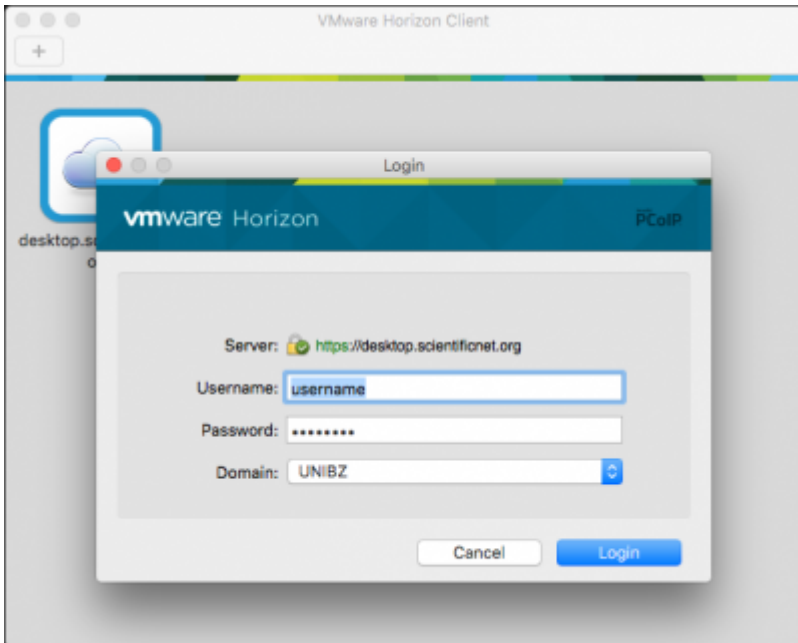 VMware Horizon Client
+
Login
vmware Horizon
PCoIP
desktop.sc
o
Server: https://desktop.scientificnet.org
Username: username
Password: ••••••••
Domain: UNIBZ
Cancel Login